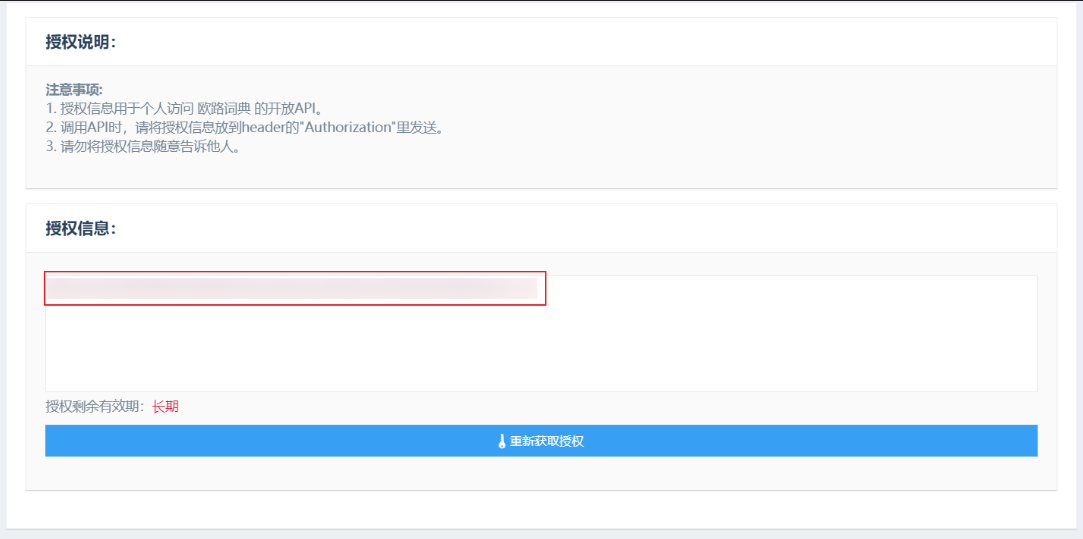 授权说明：
注意事项:
1. 授权信息用于个人访问 欧路词典 的开放API。
2. 调用API时，请将授权信息放到header的"Authorization"里发送。
3. 请勿将授权信息随意告诉他人。
授权信息：
授权剩余有效期：长期
重新获取授权